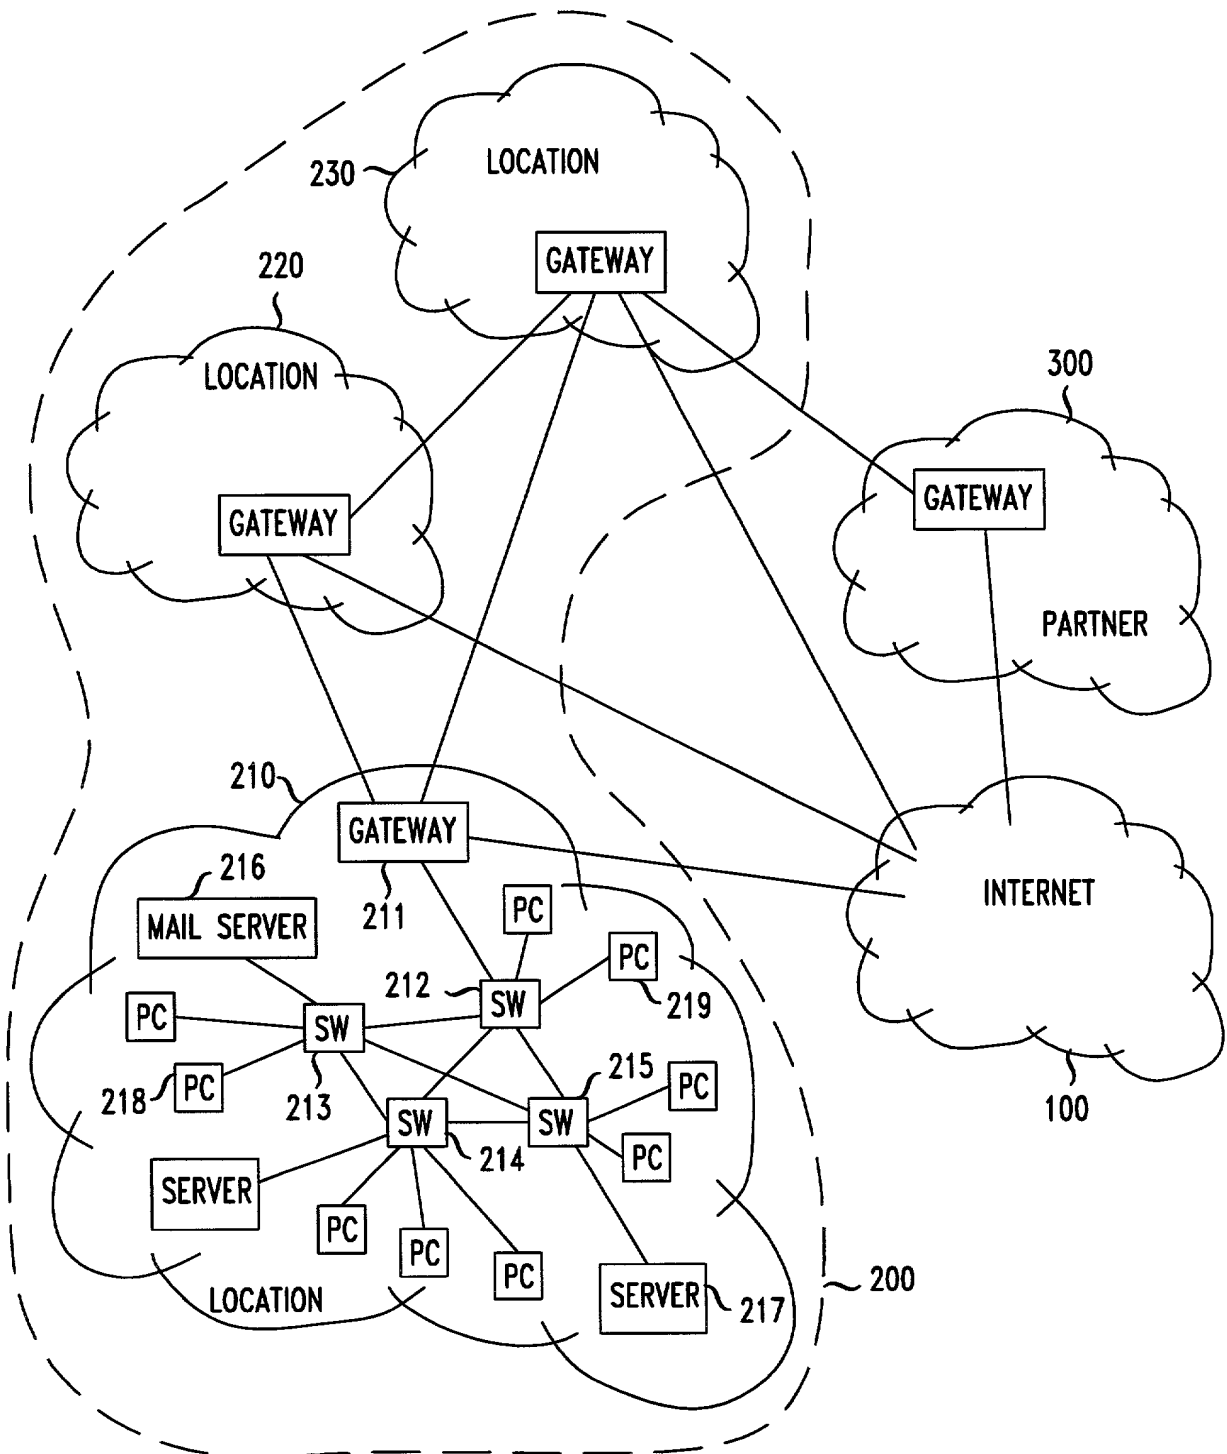 230
LOCATION
GATEWAY
220
LOCATION
GATEWAY
300
GATEWAY
PARTNER
210
GATEWAY
211
216
MAIL SERVER
PC
PC
219
212
SW
INTERNET
100
PC
SW
213
PC
218
215
SW
PC
PC
SW
214
SERVER
PC
PC
PC
SERVER
217
LOCATION
200